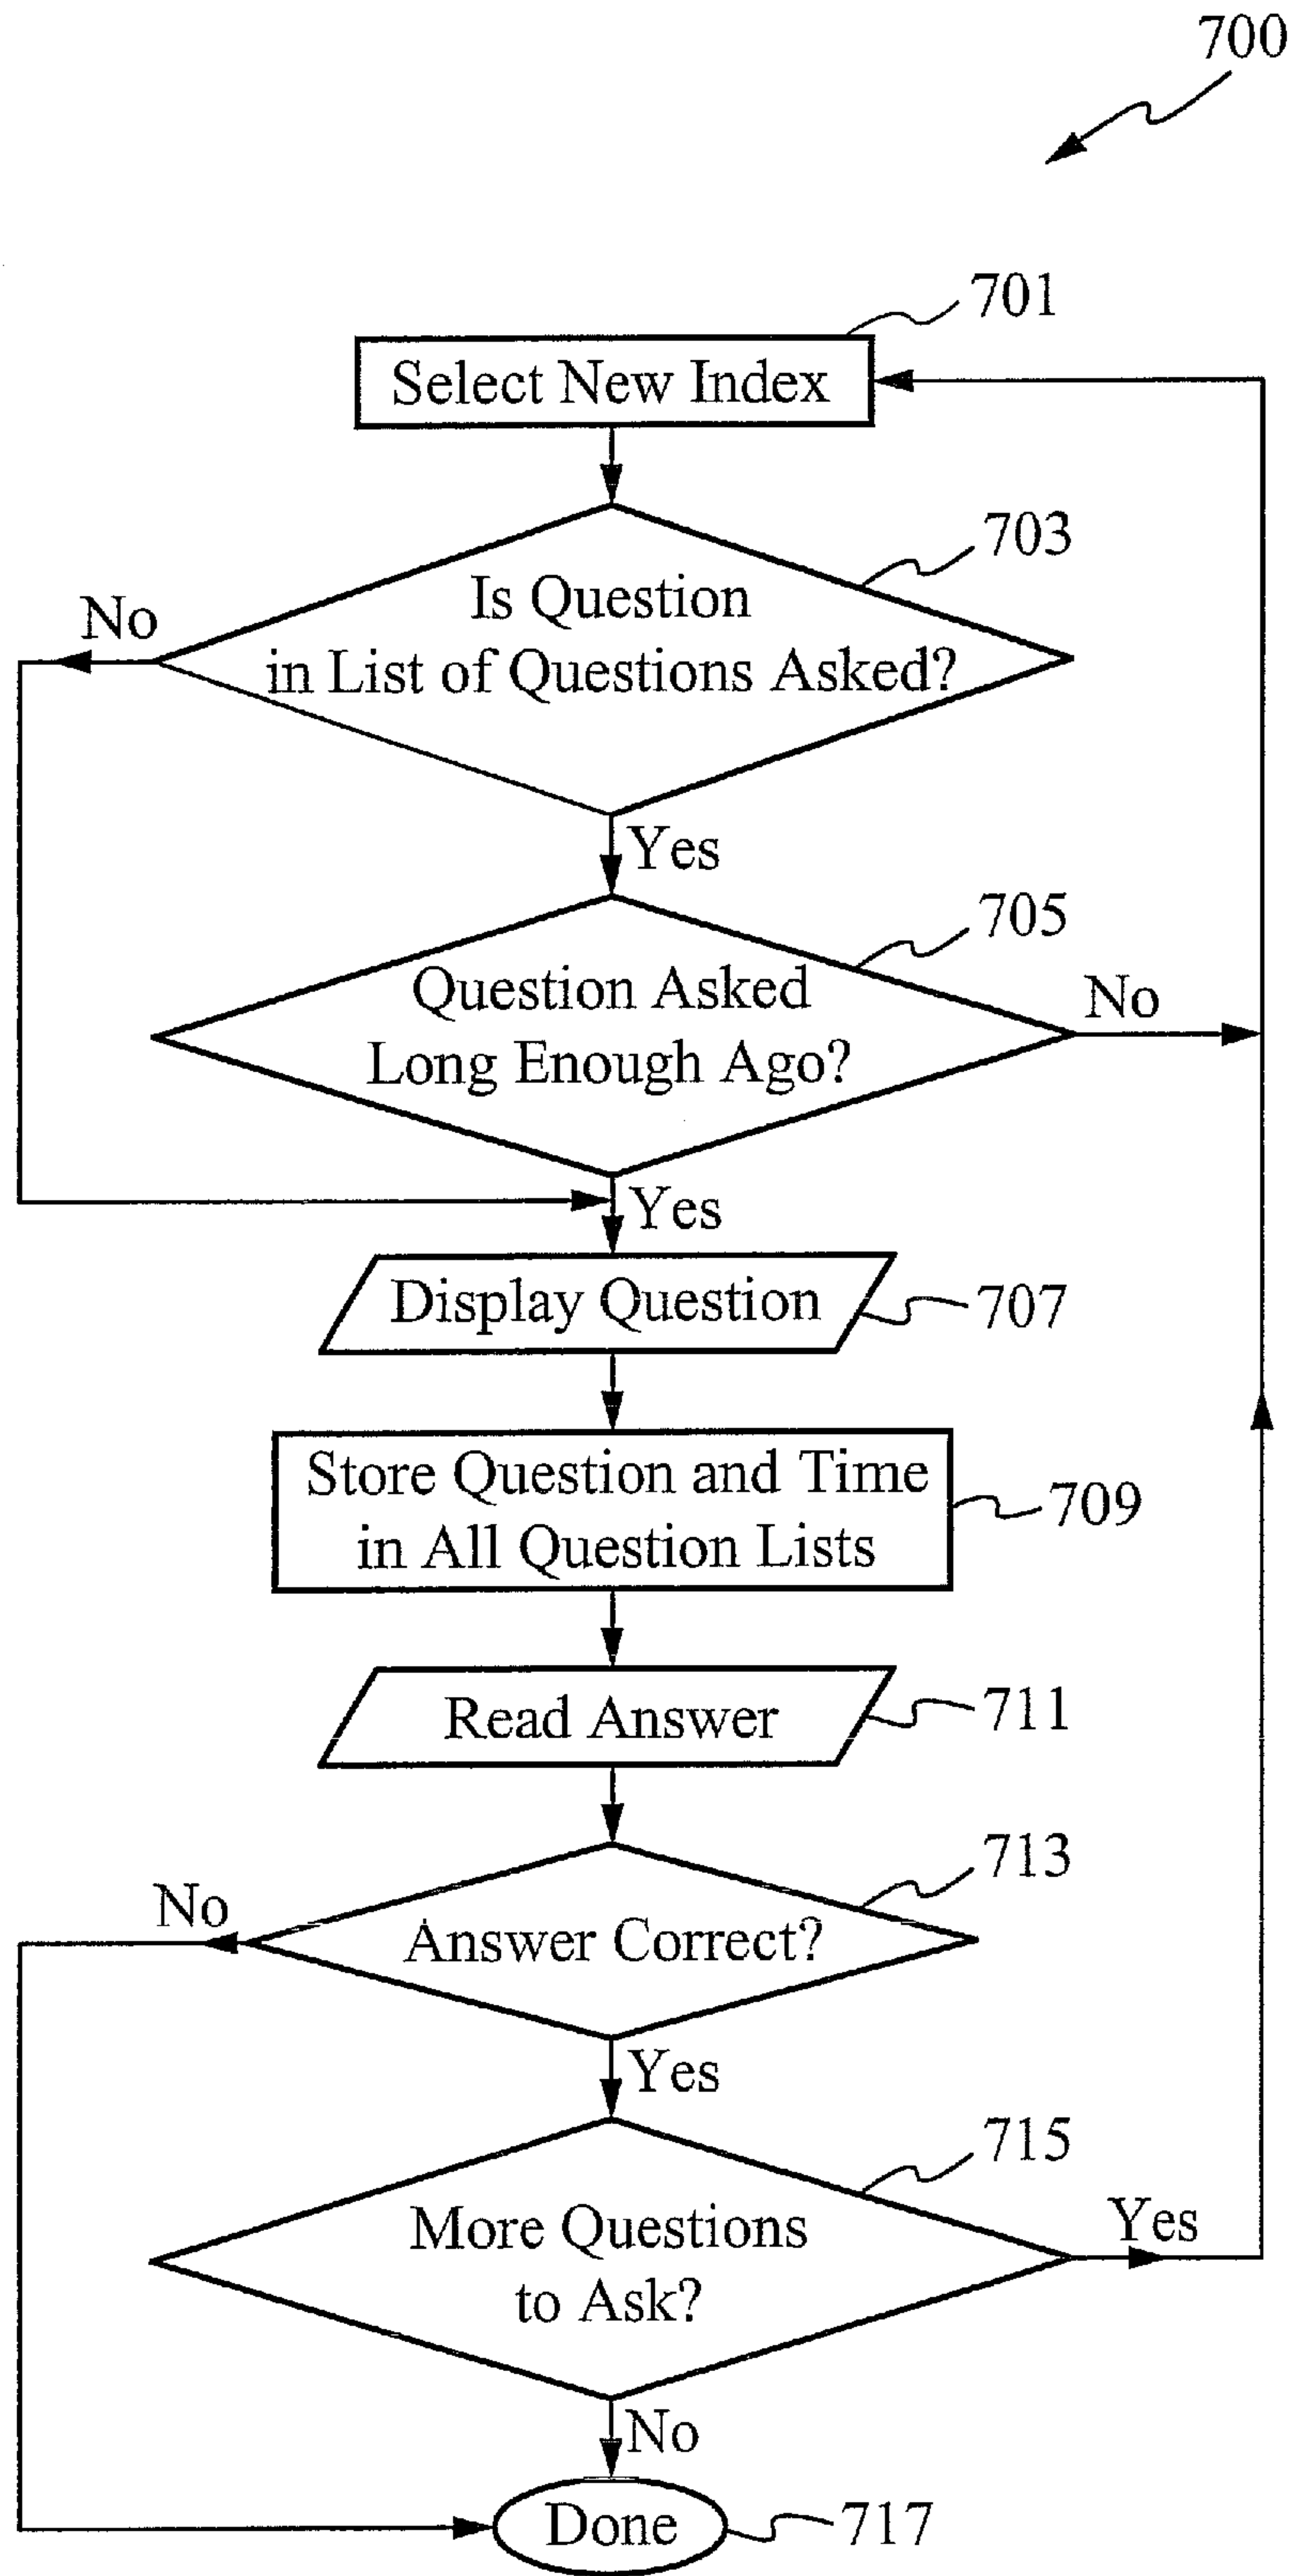 700
701
Select New Index
703
Is Question
No
in List of Questions Asked?
Yes
705
Question Asked
No
Long Enough Ago?
Yes
Display Question
707
Store Question and Time
709
in All Question Lists
Read Answer
711
713
No
Answer Correct?
Yes
715
More Questions
Yes
to Ask?
No
Done
717